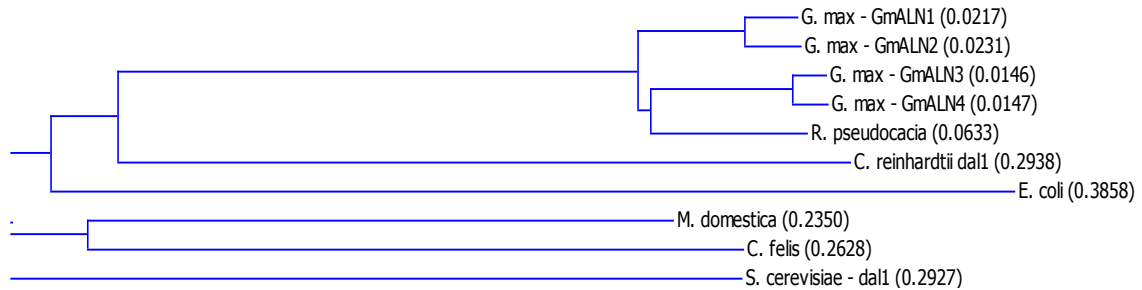 G. max - GmALN1 (0.0217)
G. max - GmALN2 (0.0231)
G. max - GmALN3 (0.0146)
G. max - GmALN4 (0.0147)
R. pseudocacia (0.0633)
C. reinhardtii dal1 (0.2938)
E. coli (0.3858)
M. domestica (0.2350)
C. felis (0.2628)
S. cerevisiae - dal1 (0.2927)